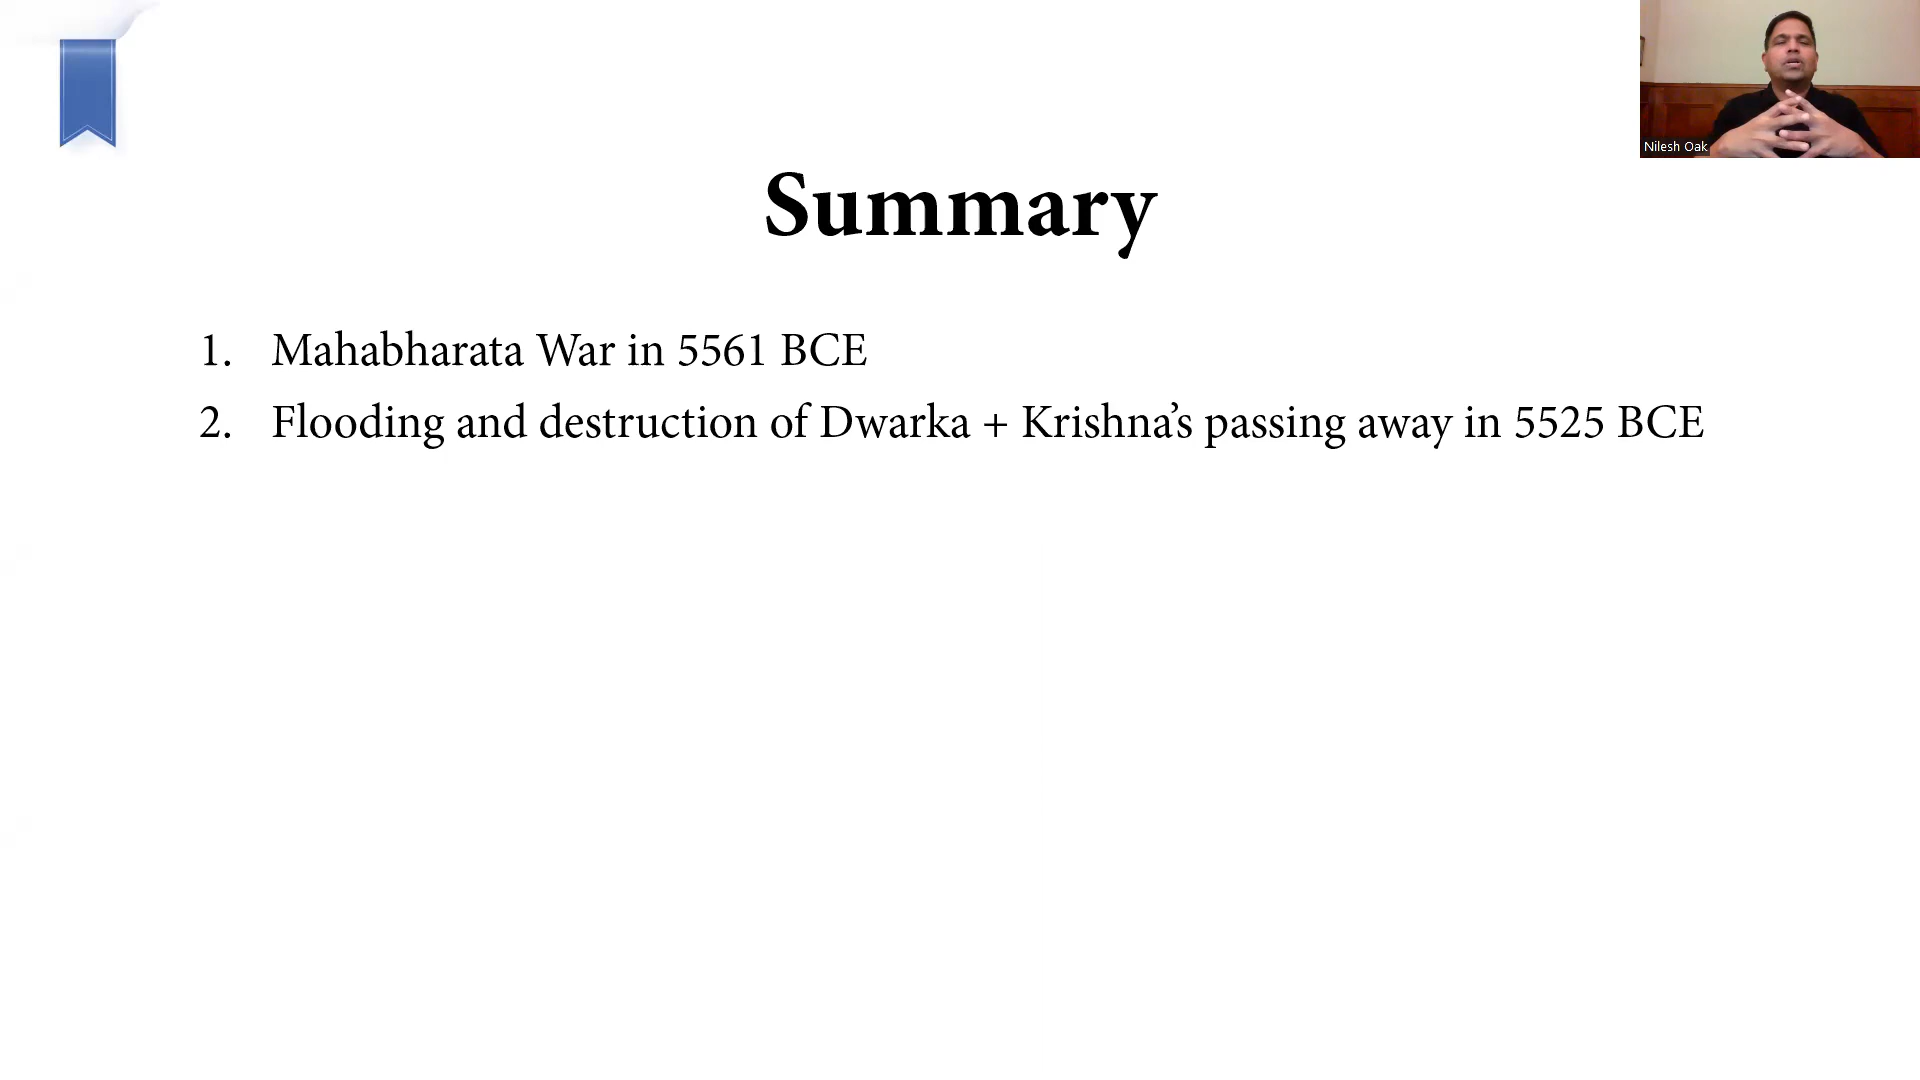 Nilesh Oak
Summary
1. Mahabharata War in 5561 BCE
2. Flooding and destruction of Dwarka + Krishna’s passing away in 5525 BCE